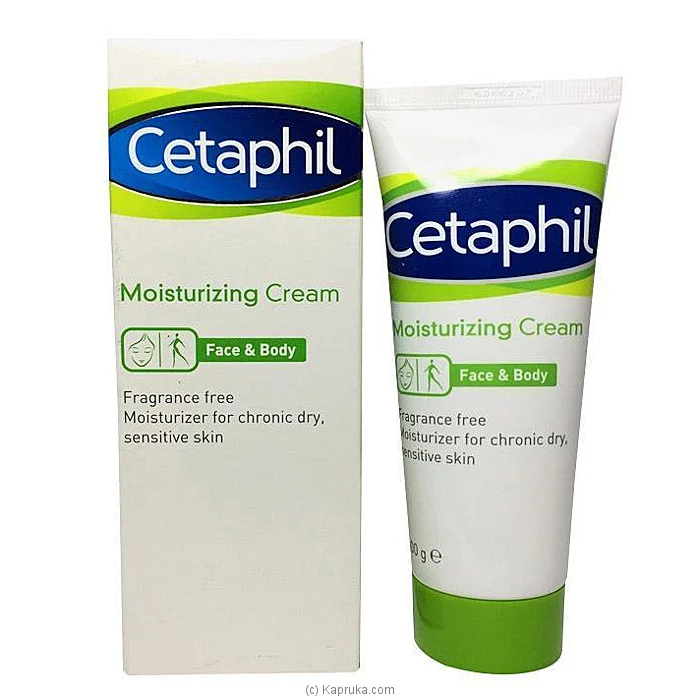 Cetaphil
Moisturizing Cream
Face & Body
Fragrance free
Moisturizer for chronic dry,
sensitive skin
Cetaphil
Moisturizing Cream
Face & Body
Fragrance free
Moisturizer for chronic dry,
sensitive skin
00 g e
(c) Kapruka.com